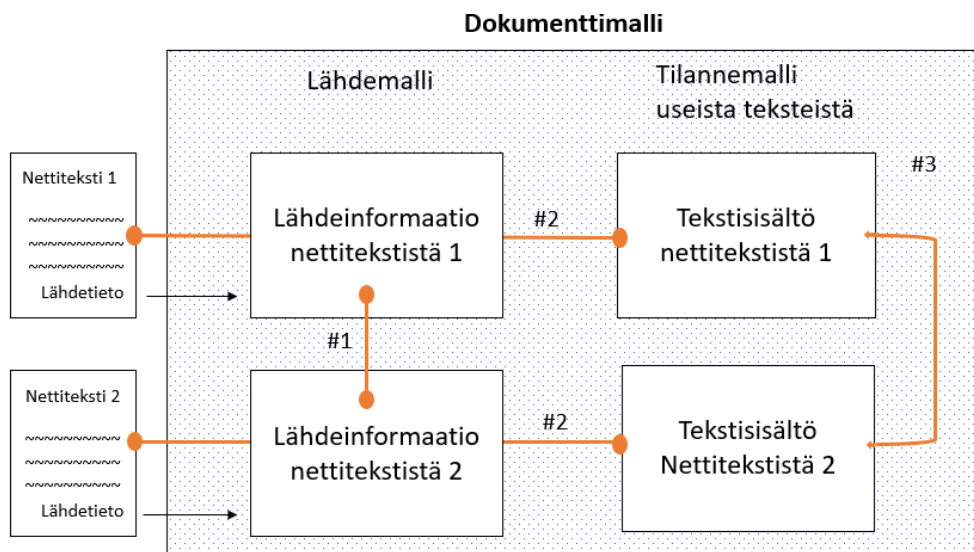 Dokumenttimalli
Lähdemalli
Tilannemalli
useista teksteistä
Nettiteksti 1
~~~~~~~~~~
~~~~~~~~~~
~~~~~~~~~~
Lähdetieto
Lähdeinformaatio
nettitekstistä 1
#2
Tekstisisältö
nettitekstistä 1
#3
#1
Nettiteksti 2
~~~~~~~~~~
~~~~~~~~~~
~~~~~~~~~~
Lähdetieto
Lähdeinformaatio
nettitekstistä 2
#2
Tekstisisältö
Nettitekstistä 2